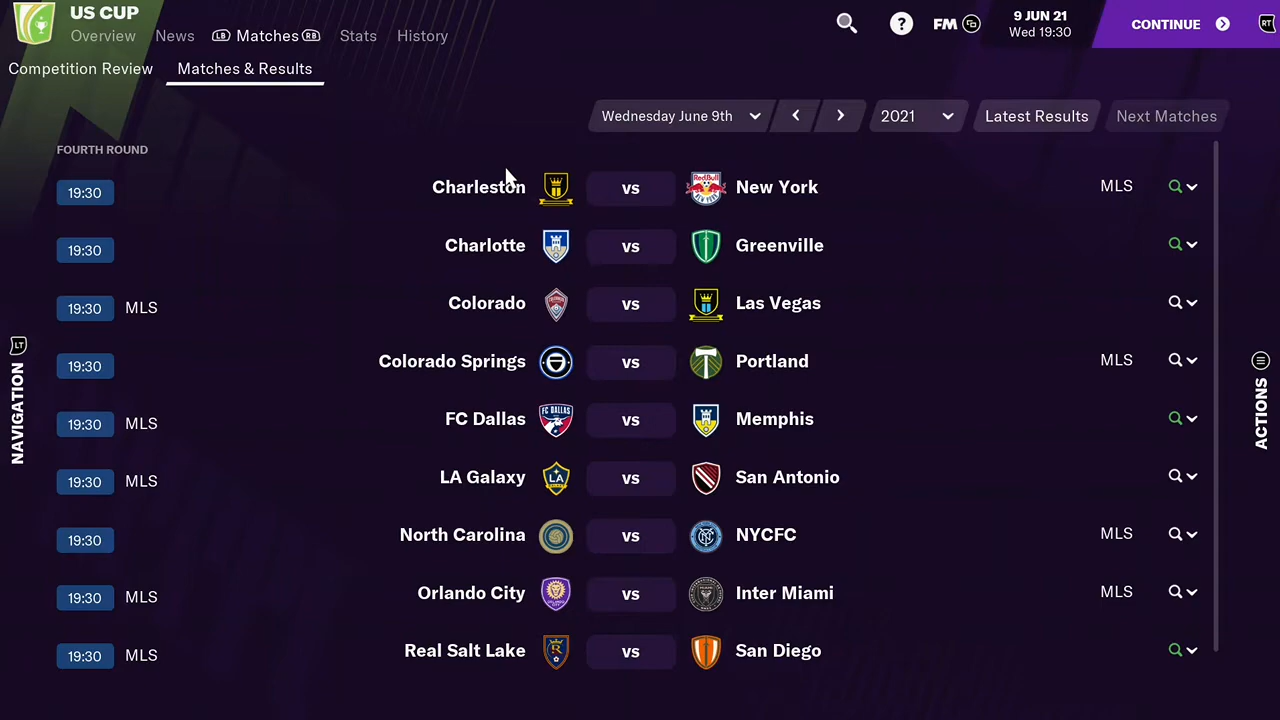 US CUP
Overview News LB Matches RB Stats History
FM
9 JUN 21
Wed 19:30
CONTINUE
RT
Competition Review Matches & Results
Wednesday June 9th 2021 Latest Results Next Matches
FOURTH ROUND
19:30 Charleston vs New York MLS
19:30 Charlotte vs Greenville
19:30 MLS Colorado vs Las Vegas
19:30 Colorado Springs vs Portland MLS
19:30 MLS FC Dallas vs Memphis
19:30 MLS LA Galaxy vs San Antonio
19:30 North Carolina vs NYCFC MLS
19:30 MLS Orlando City vs Inter Miami MLS
19:30 MLS Real Salt Lake vs San Diego
LT
NAVIGATION
ACTIONS